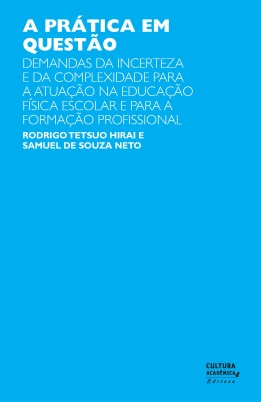 A PRÁTICA EM
QUESTÃO
DEMANDAS DA INCERTEZA
E DA COMPLEXIDADE PARA
A ATUAÇÃO NA EDUCAÇÃO
FÍSICA ESCOLAR E PARA A
FORMAÇÃO PROFISSIONAL
RODRIGO TETSUO HIRAI E
SAMUEL DE SOUZA NETO
CULTURA
ACADÊMICA
Editora